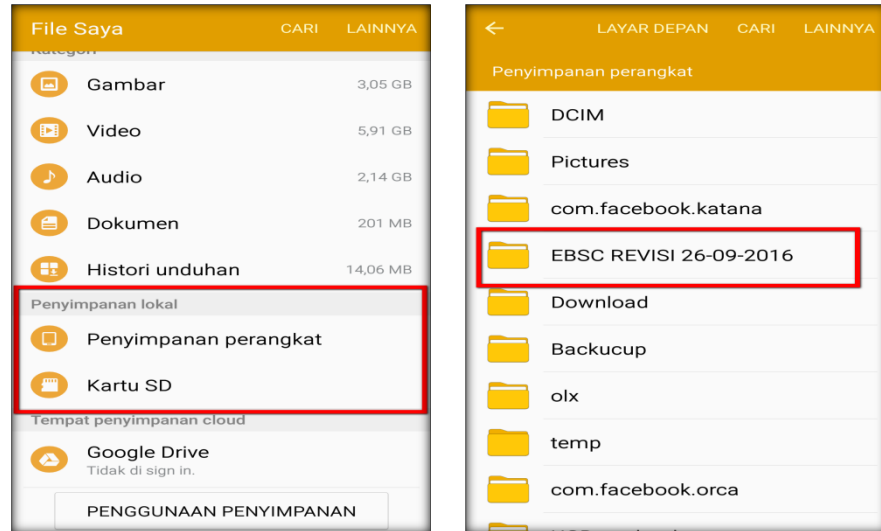 File Saya CARI LAINNYA
Kategori
Gambar 3,05 GB
Video 5,91 GB
Audio 2,14 GB
Dokumen 201 MB
Histori unduhan 14,06 MB
Penyimpanan lokal
Penyimpanan perangkat
Kartu SD
Tempat penyimpanan cloud
Google Drive
Tidak di sign in.
PENGGUNAAN PENYIMPANAN
LAYAR DEPAN CARI LAINNYA
Penyimpanan perangkat
DCIM
Pictures
com.facebook.katana
EBSC REVISI 26-09-2016
Download
Backucup
olx
temp
com.facebook.orca